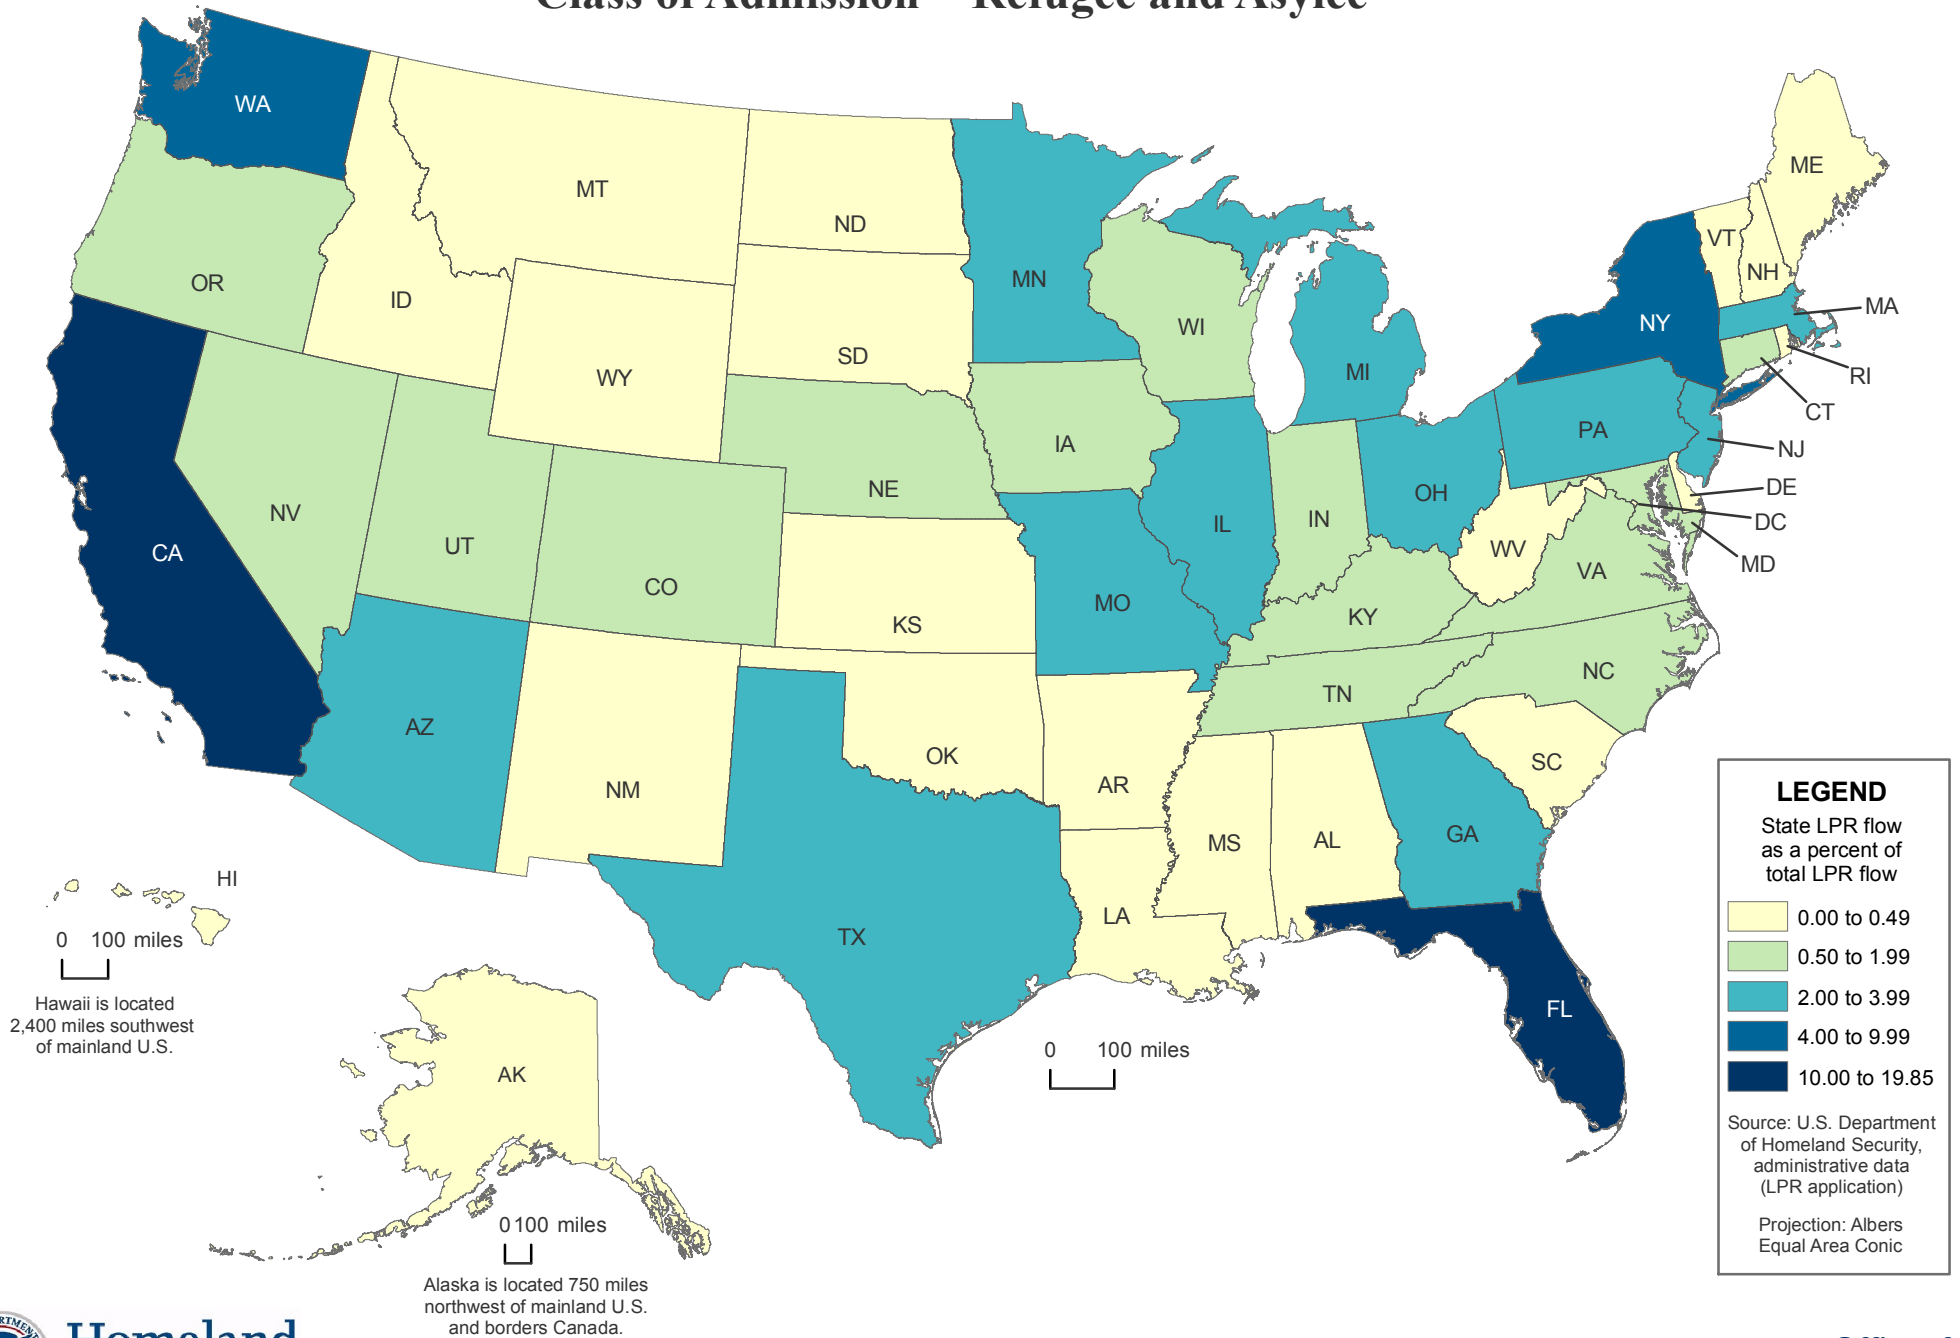 Class of Admission – Refugee and Asylee
WA
MT
ND
ME
OR
ID
MN
VT
NH
WI
NY
MA
SD
WY
MI
RI
CT
IA
PA
NJ
NE
OH
DE
NV
IL
IN
DC
CA
UT
WV
MD
CO
VA
MO
KY
KS
NC
TN
AZ
OK
SC
NM
AR
LEGEND
State LPR flow
as a percent of
total LPR flow
0.00 to 0.49
0.50 to 1.99
2.00 to 3.99
4.00 to 9.99
10.00 to 19.85
Source: U.S. Department
of Homeland Security,
administrative data
(LPR application)
Projection: Albers
Equal Area Conic
MS
AL
GA
HI
LA
0 100 miles
TX
Hawaii is located
2,400 miles southwest
of mainland U.S.
FL
0 100 miles
AK
0 100 miles
Alaska is located 750 miles
northwest of mainland U.S.
and borders Canada.
Homeland